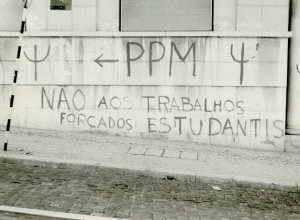 Ψ ←PPM Ψ
NÃO AOS TRABALHOS
FORÇADOS ESTUDANTIS